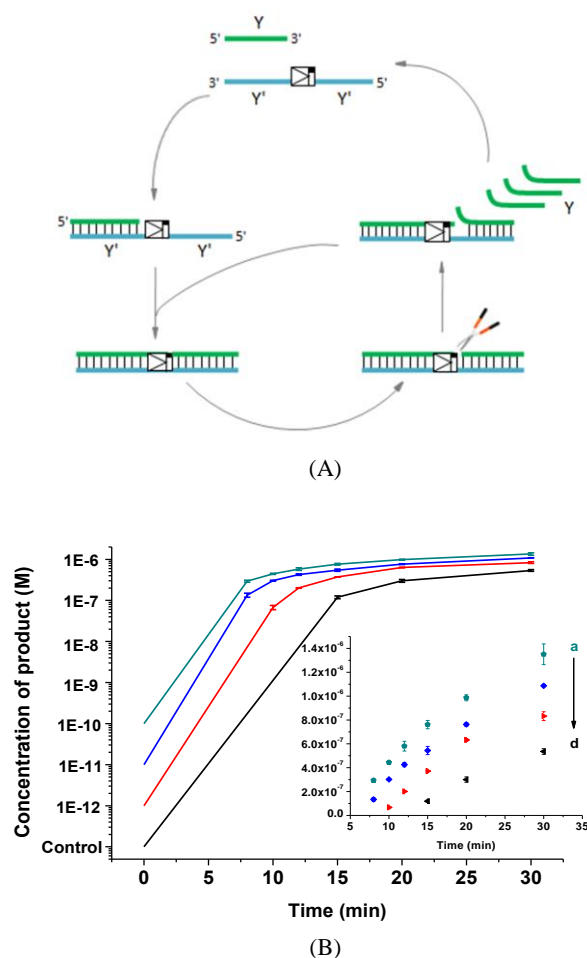 Y
5' 3'
3' 5'
Y' Y'
5'
Y
5'
Y' Y'
(A)
Concentration of product (M)
1E-6
1E-7
1E-8
1E-9
1E-10
1E-11
1E-12
Control
0 5 10 15 20 25 30
Time (min)
1.4x10-6
1.2x10-6
1.0x10-6
8.0x10-7
6.0x10-7
4.0x10-7
2.0x10-7
0.0
5 10 15 20 25 30 35
Time (min)
a
d
(B)